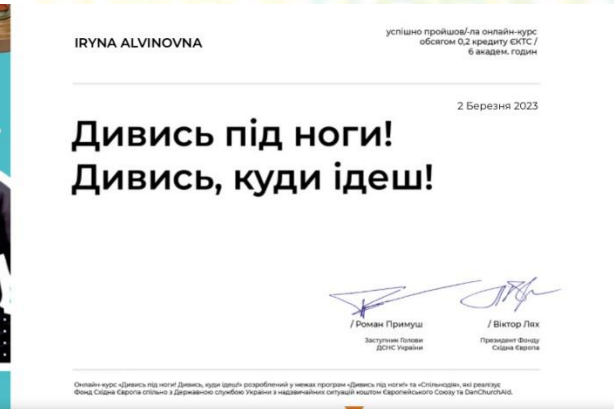 IRYNA ALVINOVNA
успішно пройшов/-ла онлайн-курс
обсягом 0,2 кредиту ЄКТС /
6 академ. годин
2 Березня 2023
Дивись під ноги!
Дивись, куди ідеш!
/ Роман Примуш
Заступник Голови
ДСНС України
/ Віктор Лях
Президент Фонду
Східна Європа
Онлайн-курс «Дивись під ноги! Дивись, куди ідеш!» розроблений у межах програм «Дивись під ноги!» та «Спільнодія», які реалізує
Фонд Східна Європа спільно з Державною службою України з надзвичайних ситуацій коштом Європейського Союзу та DanChurchAid.